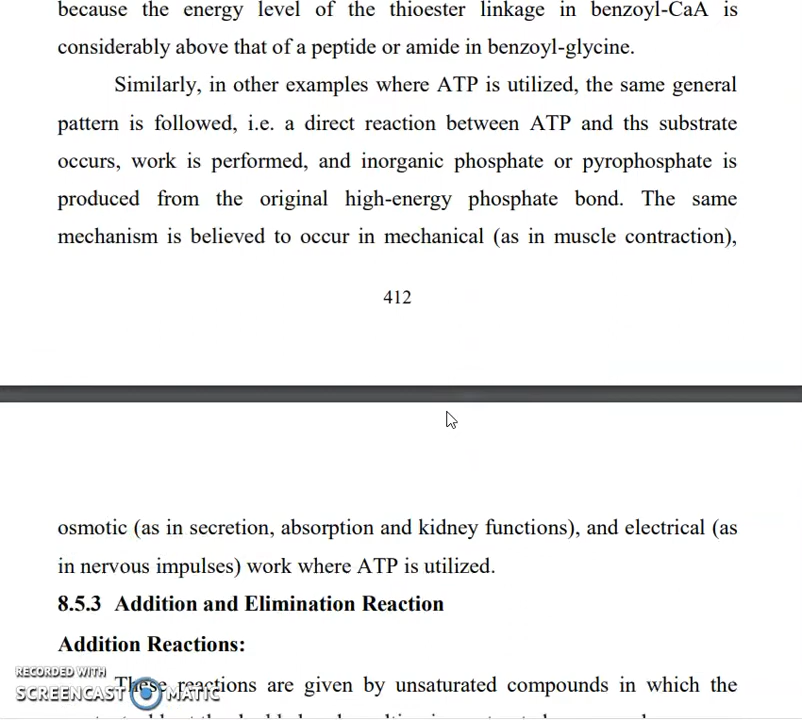 because the energy level of the thioester linkage in benzoyl-CaA is
considerably above that of a peptide or amide in benzoyl-glycine.
Similarly, in other examples where ATP is utilized, the same general
pattern is followed, i.e. a direct reaction between ATP and ths substrate
occurs, work is performed, and inorganic phosphate or pyrophosphate is
produced from the original high-energy phosphate bond. The same
mechanism is believed to occur in mechanical (as in muscle contraction),
412
osmotic (as in secretion, absorption and kidney functions), and electrical (as
in nervous impulses) work where ATP is utilized.
8.5.3 Addition and Elimination Reaction
Addition Reactions:
These reactions are given by unsaturated compounds in which the
RECORDED WITH
SCREENCAST MATIC